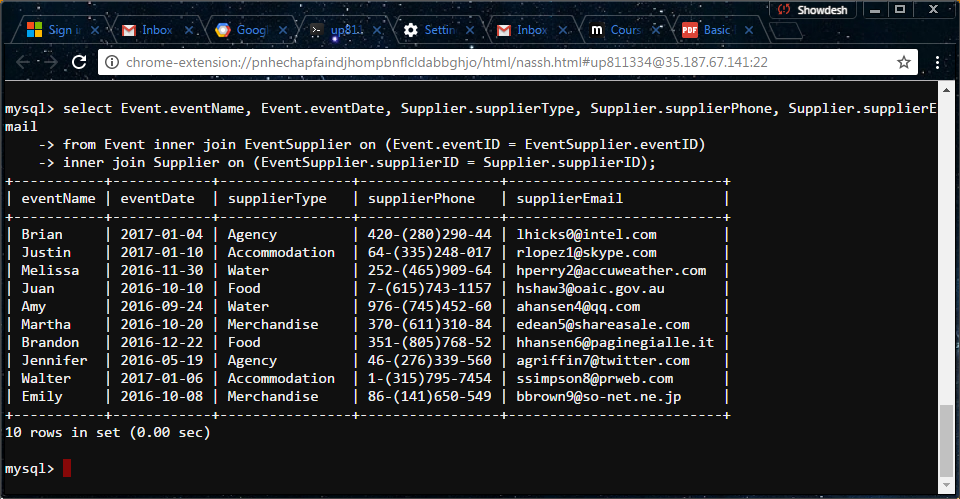 Showdesh
Sign i
Inbox
Goog
up81
Settin
Inbox
Cours
Basic
chrome-extension://pnhechapfaindjhompbnflcldabbghjo/html/nassh.html#up811334@35.187.67.141:22
mysql> select Event.eventName, Event.eventDate, Supplier.supplierType, Supplier.supplierPhone, Supplier.supplierE
mail
    -> from Event inner join EventSupplier on (Event.eventID = EventSupplier.eventID)
    -> inner join Supplier on (EventSupplier.supplierID = Supplier.supplierID);
+-----------+------------+----------------+-----------------+--------------------------+
| eventName | eventDate  | supplierType   | supplierPhone   | supplierEmail            |
+-----------+------------+----------------+-----------------+--------------------------+
| Brian     | 2017-01-04 | Agency         | 420-(280)290-44 | lhicks0@intel.com        |
| Justin    | 2017-01-10 | Accommodation  | 64-(335)248-017 | rlopez1@skype.com        |
| Melissa   | 2016-11-30 | Water          | 252-(465)909-64 | hperry2@accuweather.com  |
| Juan      | 2016-10-10 | Food           | 7-(615)743-1157 | hshaw3@oaic.gov.au       |
| Amy       | 2016-09-24 | Water          | 976-(745)452-60 | ahansen4@qq.com          |
| Martha    | 2016-10-20 | Merchandise    | 370-(611)310-84 | edean5@shareasale.com    |
| Brandon   | 2016-12-22 | Food           | 351-(805)768-52 | hhansen6@paginegialle.it |
| Jennifer  | 2016-05-19 | Agency         | 46-(276)339-560 | agriffin7@twitter.com    |
| Walter    | 2017-01-06 | Accommodation  | 1-(315)795-7454 | ssimpson8@prweb.com      |
| Emily     | 2016-10-08 | Merchandise    | 86-(141)650-549 | bbrown9@so-net.ne.jp     |
+-----------+------------+----------------+-----------------+--------------------------+
10 rows in set (0.00 sec)
mysql>